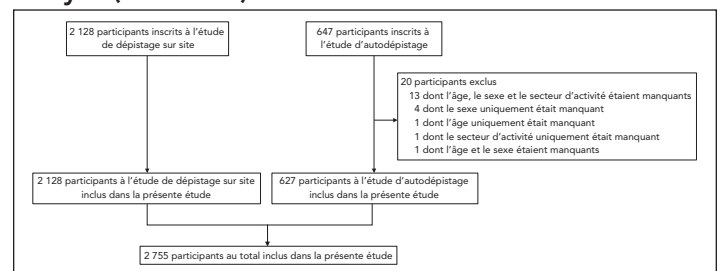 2 128 participants inscrits à l'étude
de dépistage sur site
647 participants inscrits à
l'étude d'autodépistage
20 participants exclus
13 dont l'âge, le sexe et le secteur d'activité étaient manquants
4 dont le sexe uniquement était manquant
1 dont l'âge uniquement était manquant
1 dont le secteur d'activité uniquement était manquant
1 dont l'âge et le sexe étaient manquants
2 128 participants à l'étude de dépistage sur site
inclus dans la présente étude
627 participants à l'étude d'autodépistage
inclus dans la présente étude
2 755 participants au total inclus dans la présente étude